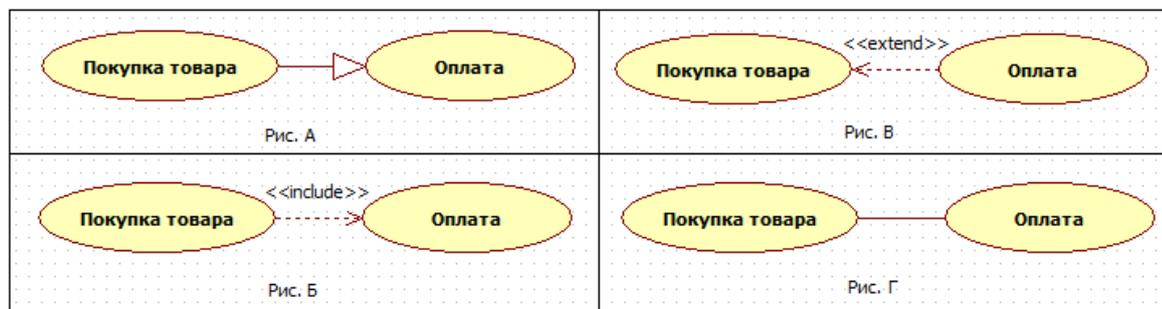 Покупка товара
Оплата
Рис. А
<<extend>>
Покупка товара
Оплата
Рис. В
<<include>>
Покупка товара
Оплата
Рис. Б
Покупка товара
Оплата
Рис. Г